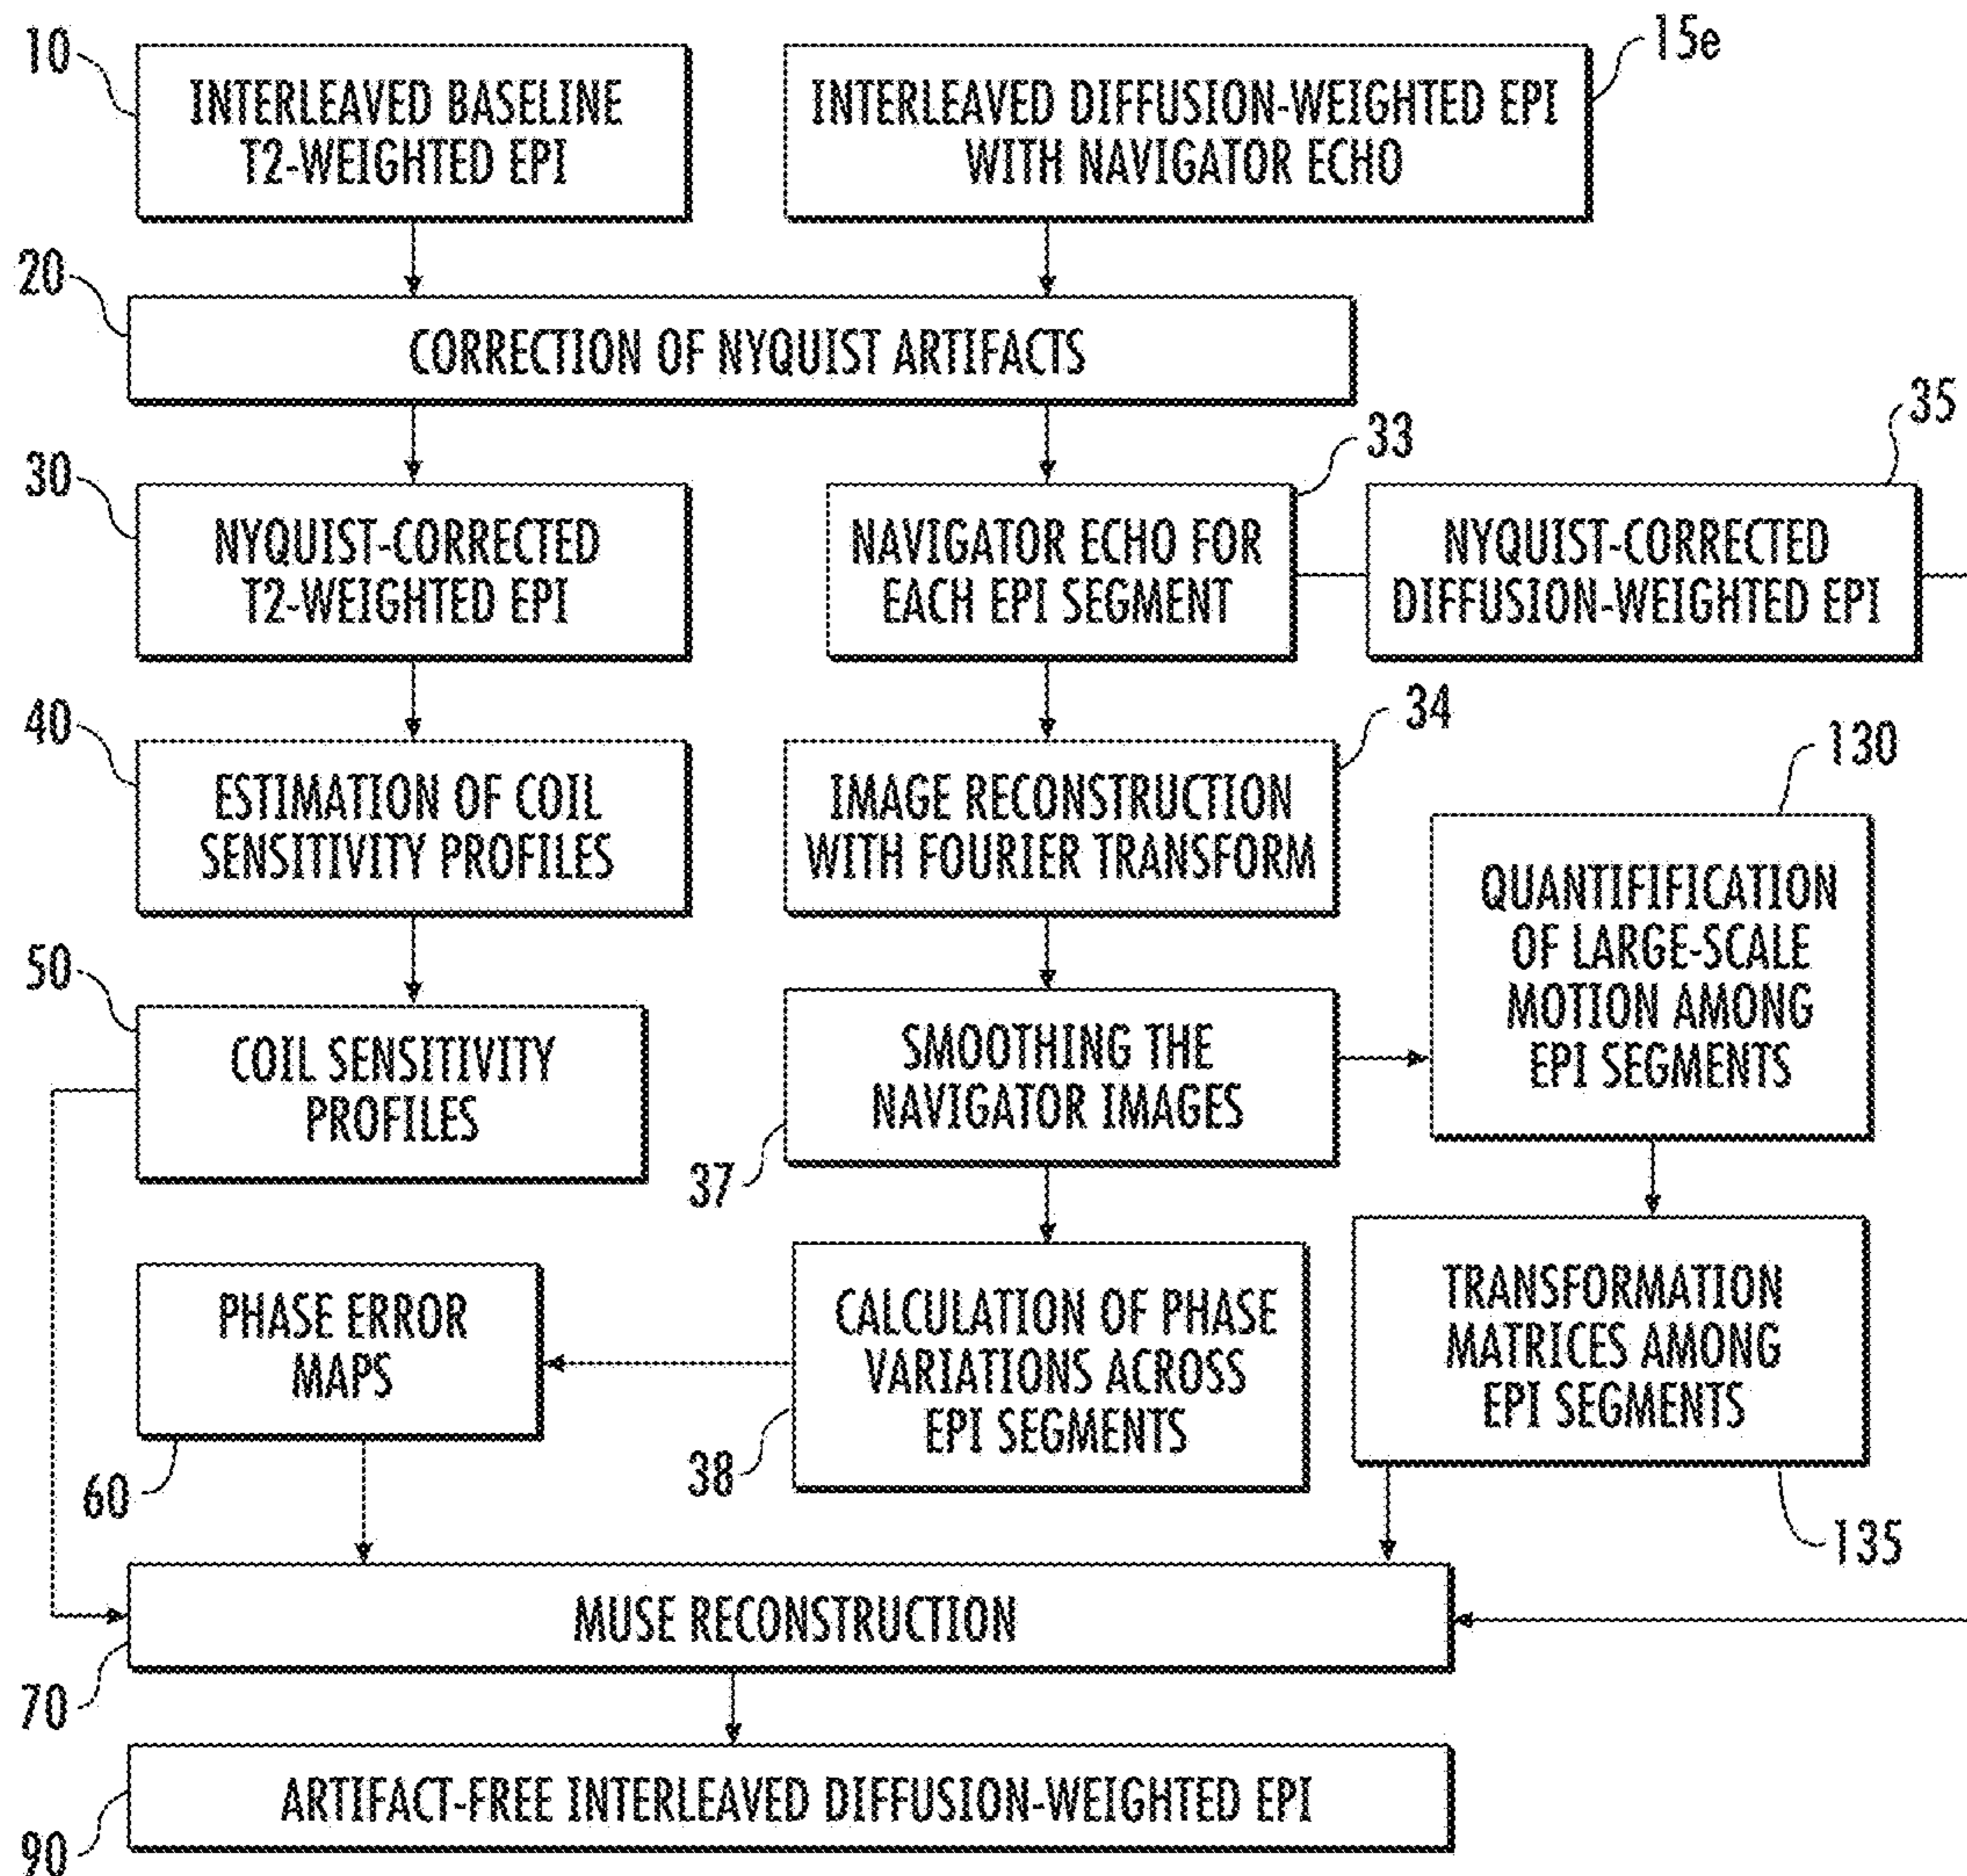 10
INTERLEAVED BASELINE
T2-WEIGHTED EPI
15e
INTERLEAVED DIFFUSION-WEIGHTED EPI
WITH NAVIGATOR ECHO
20
CORRECTION OF NYQUIST ARTIFACTS
30
NYQUIST-CORRECTED
T2-WEIGHTED EPI
33
NAVIGATOR ECHO FOR
EACH EPI SEGMENT
35
NYQUIST-CORRECTED
DIFFUSION-WEIGHTED EPI
40
ESTIMATION OF COIL
SENSITIVITY PROFILES
34
IMAGE RECONSTRUCTION
WITH FOURIER TRANSFORM
130
QUANTIFIFICATION
OF LARGE-SCALE
MOTION AMONG
EPI SEGMENTS
50
COIL SENSITIVITY
PROFILES
37
SMOOTHING THE
NAVIGATOR IMAGES
60
PHASE ERROR
MAPS
38
CALCULATION OF PHASE
VARIATIONS ACROSS
EPI SEGMENTS
TRANSFORMATION
MATRICES AMONG
EPI SEGMENTS
135
MUSE RECONSTRUCTION
70
ARTIFACT-FREE INTERLEAVED DIFFUSION-WEIGHTED EPI
90